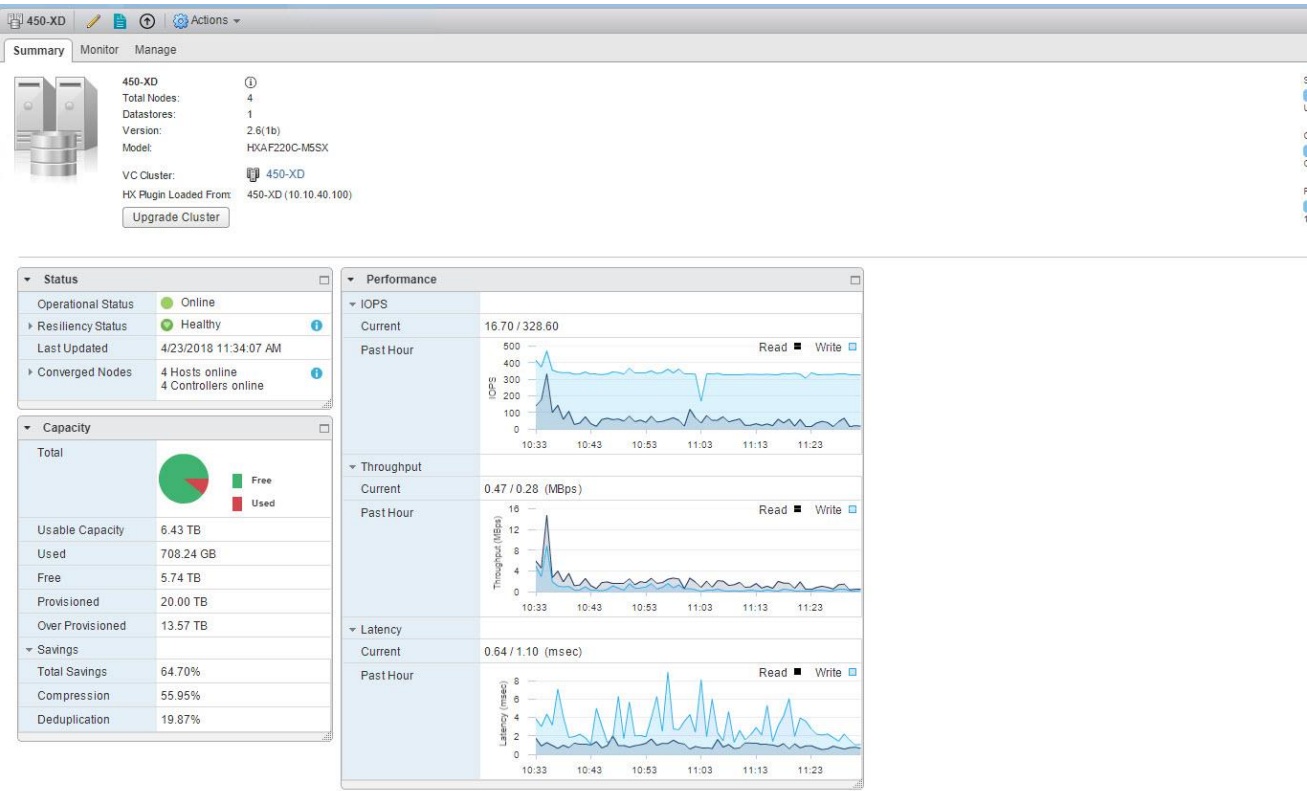 450-XD Actions
Summary Monitor Manage
450-XD
Total Nodes: 4
Datastores: 1
Version: 2.6(1b)
Model: HXAF220C-M5SX
VC Cluster: 450-XD
HX Plugin Loaded From: 450-XD (10.10.40.100)
Upgrade Cluster
Status
Operational Status Online
Resiliency Status Healthy
Last Updated 4/23/2018 11:34:07 AM
Converged Nodes 4 Hosts online
4 Controllers online
Capacity
Total
Free
Used
Usable Capacity 6.43 TB
Used 708.24 GB
Free 5.74 TB
Provisioned 20.00 TB
Over Provisioned 13.57 TB
Savings
Total Savings 64.70%
Compression 55.95%
Deduplication 19.87%
Performance
IOPS
Current 16.70 / 328.60
Past Hour
Read Write
IOPS
500
400
300
200
100
0
10:33 10:43 10:53 11:03 11:13 11:23
Throughput
Current 0.47 / 0.28 (MBps)
Past Hour
Read Write
Throughput (MBps)
16
12
8
4
0
10:33 10:43 10:53 11:03 11:13 11:23
Latency
Current 0.64 / 1.10 (msec)
Past Hour
Read Write
Latency (msec)
8
6
4
2
0
10:33 10:43 10:53 11:03 11:13 11:23